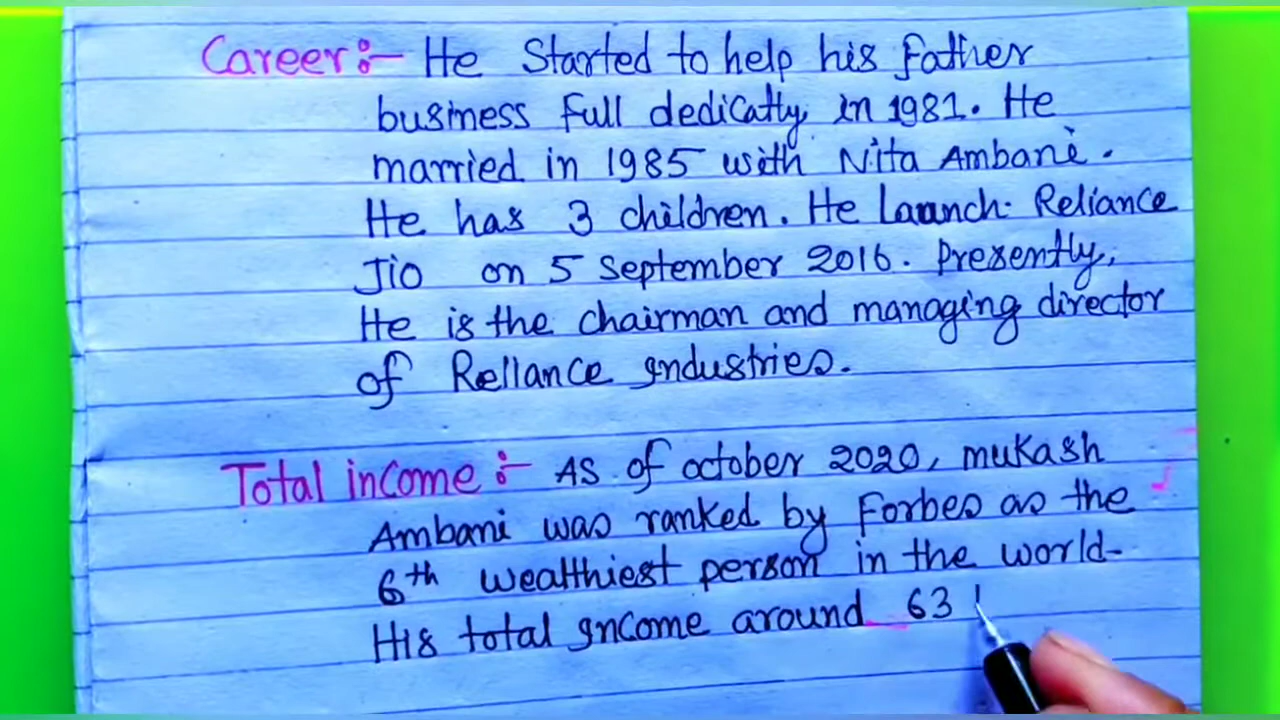 Career:- He Started to help his Father
business Full dedicatly in 1981. He
married in 1985 with Nita Ambani.
He has 3 children. He Launch Reliance
Jio on 5 September 2016. Presently,
He is the chairman and managing director
of Reliance Industries.
Total income:- As of october 2020, mukash
Ambani was ranked by Forbes as the
6th wealthiest person in the world-
His total Income around 63